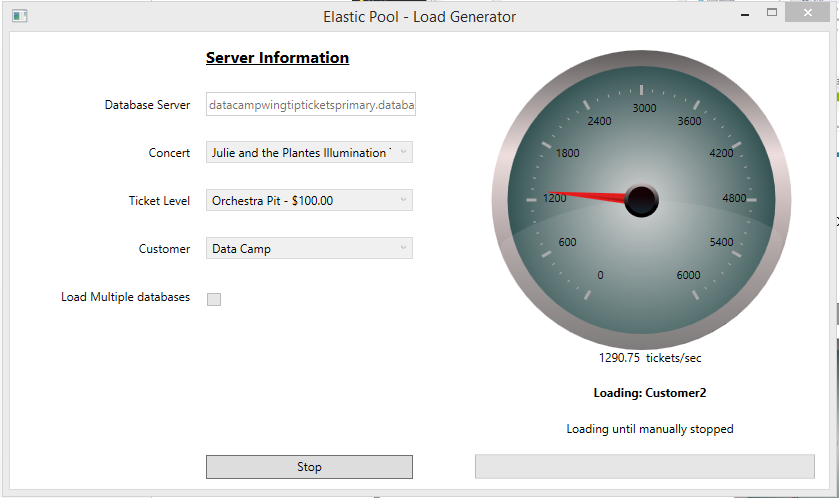 Elastic Pool - Load Generator
Server Information
Database Server
datacampwingtipticketsprimary.databa
Concert
Julie and the Plantes Illumination
Ticket Level
Orchestra Pit - $100.00
Customer
Data Camp
Load Multiple databases
Stop
3000
2400
3600
1800
4200
1200
4800
600
5400
0
6000
1290.75 tickets/sec
Loading: Customer2
Loading until manually stopped